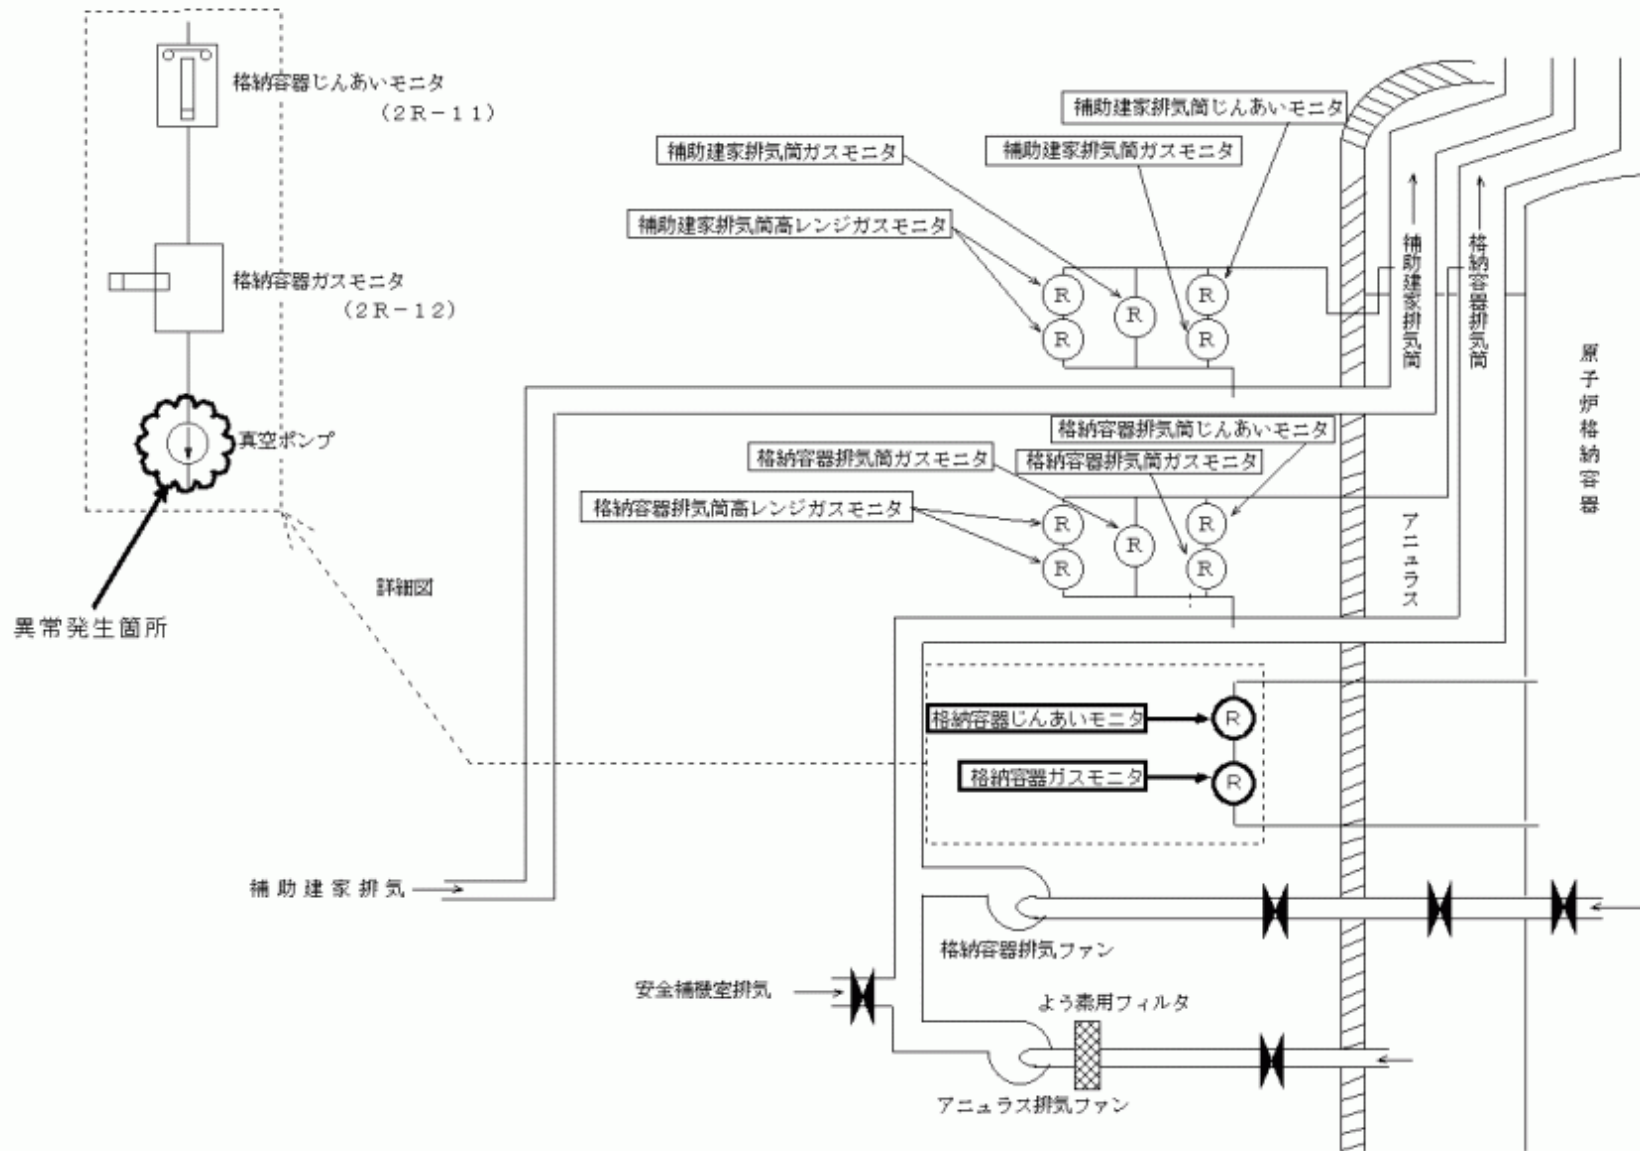 格納容器じんあいモニタ
(2R-11)
格納容器ガスモニタ
(2R-12)
真空ポンプ
異常発生箇所
詳細図
補助建家排気筒じんあいモニタ
補助建家排気筒ガスモニタ
補助建家排気筒ガスモニタ
補助建家排気筒高レンジガスモニタ
R
R
R
R
R
補助建家排気筒
格納容器排気筒
原子炉格納容器
アニュラス
格納容器排気筒じんあいモニタ
格納容器排気筒ガスモニタ
格納容器排気筒ガスモニタ
格納容器排気筒高レンジガスモニタ
R
R
R
R
R
格納容器じんあいモニタ
R
格納容器ガスモニタ
R
補助建家排気
格納容器排気ファン
安全補機室排気
よう素用フィルタ
アニュラス排気ファン